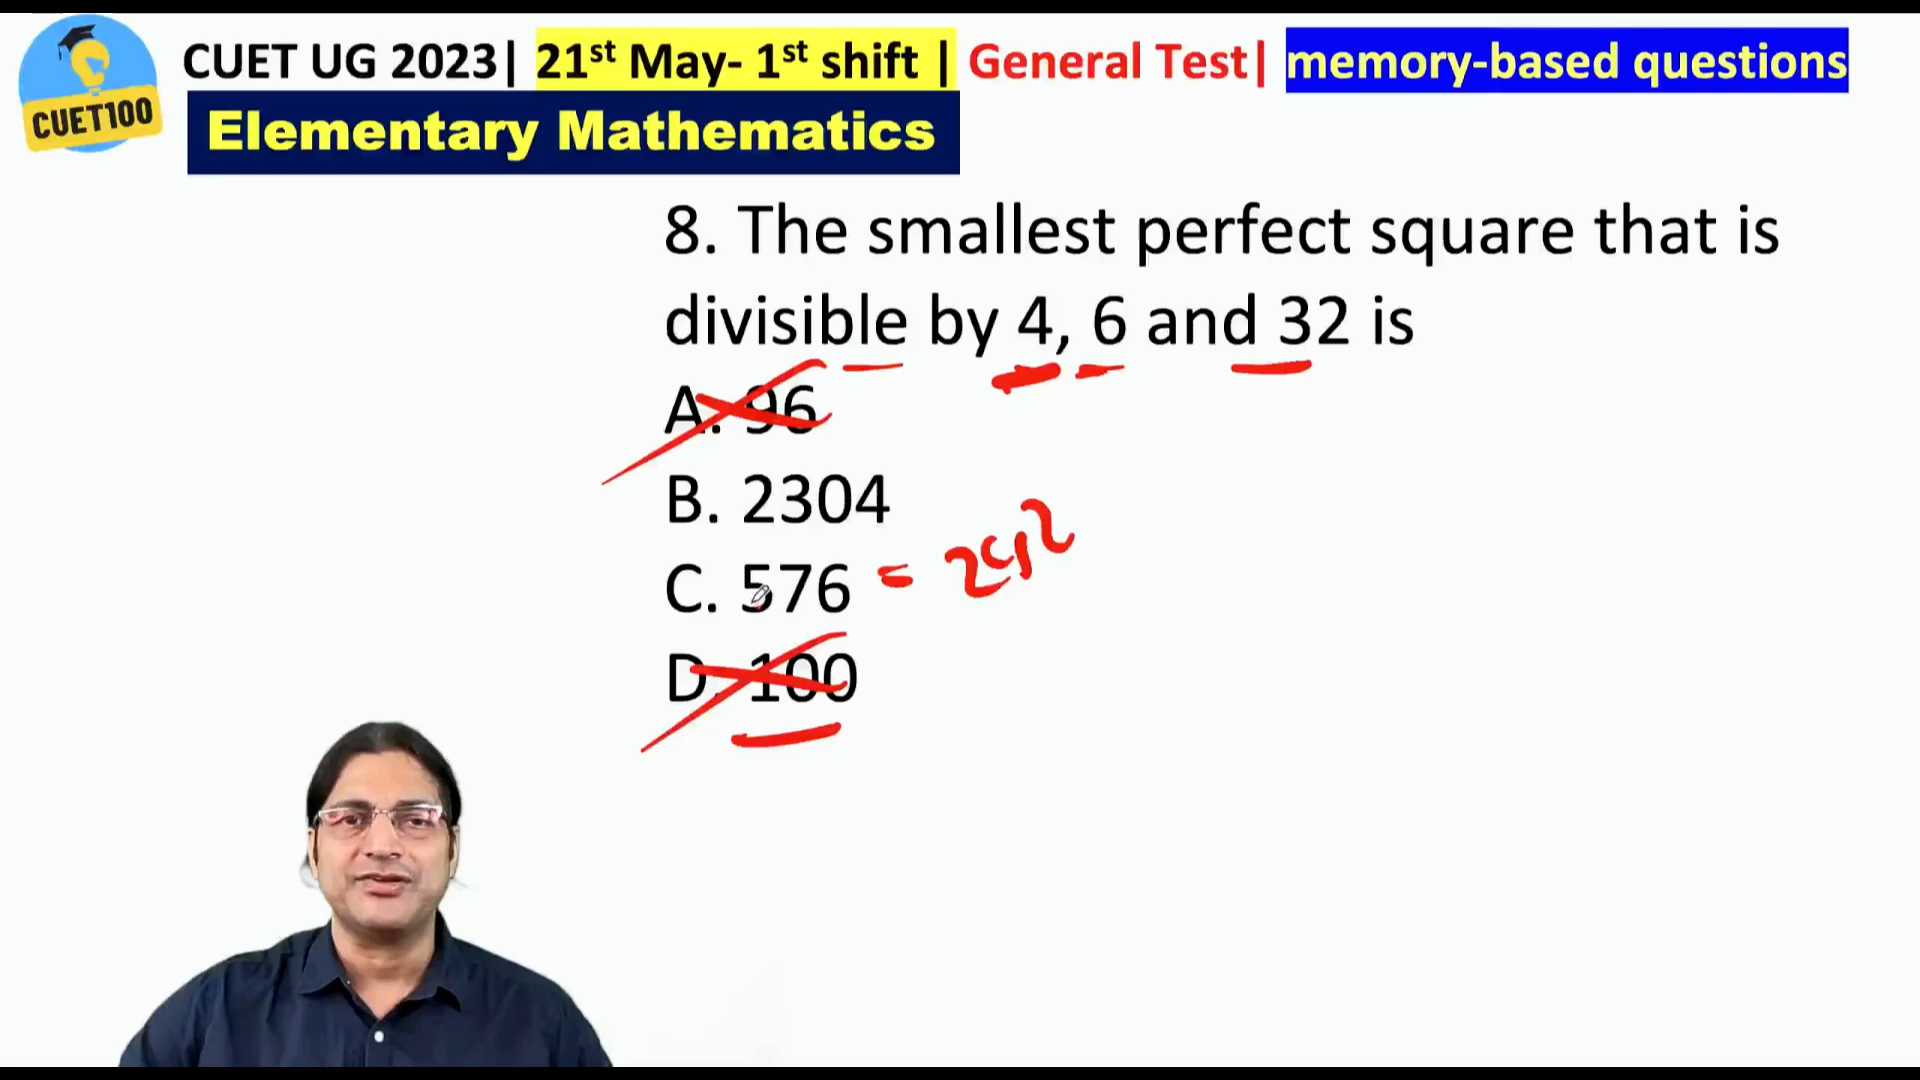 CUET UG 2023| 21st May- 1st shift | General Test| memory-based questions
CUET100
Elementary Mathematics
8. The smallest perfect square that is
divisible by 4, 6 and 32 is
A. 96
B. 2304
C. 576 = 24²
D. 100